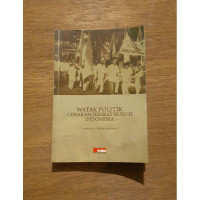 WATAK POLITIK
GERAKAN SERIKAT BURUH
INDONESIA